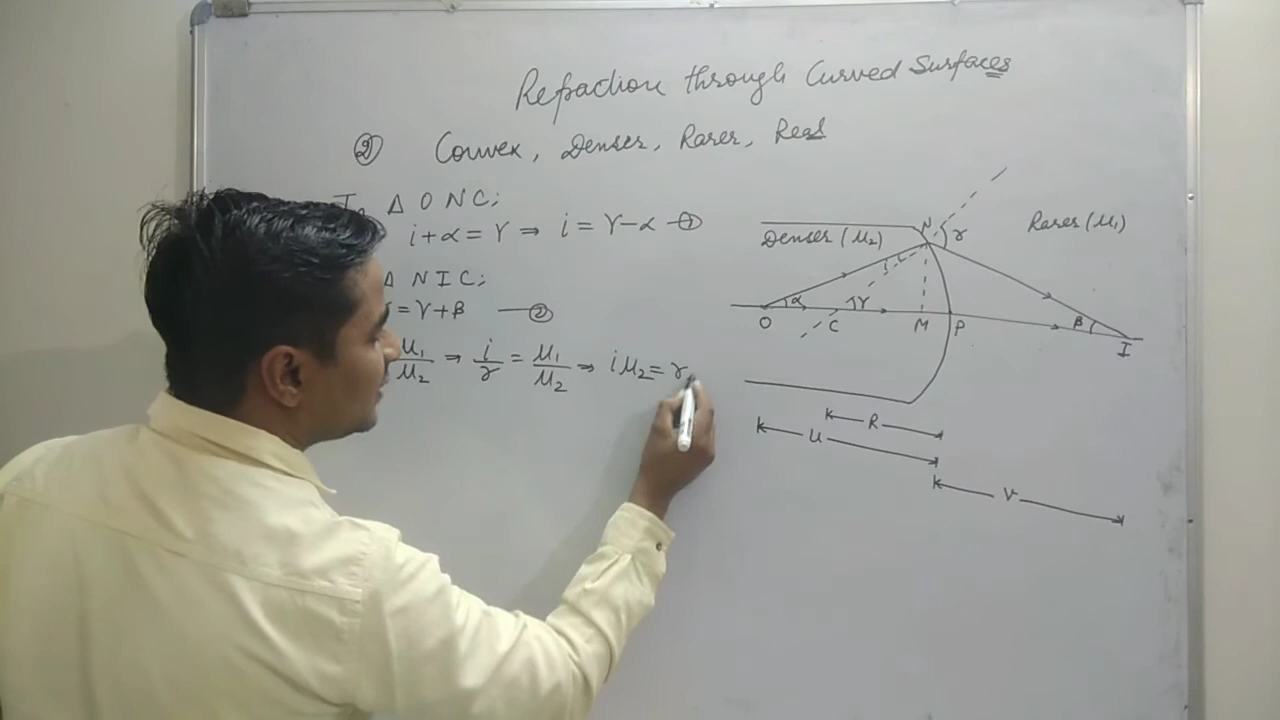 Refraction through Curved Surfaces
② Convex, Denser, Rarer, Real
Δ O N C;
i + α = γ ⇒ i = γ - α —①
Δ N I C;
= γ + β —②
μ₁/μ₂ ⇒ i/r = μ₁/μ₂ ⇒ iμ₂ = r
N
r
Denser (μ₂)
Rarer (μ₁)
i
α
γ
β
O
C
M
P
I
R
u
v